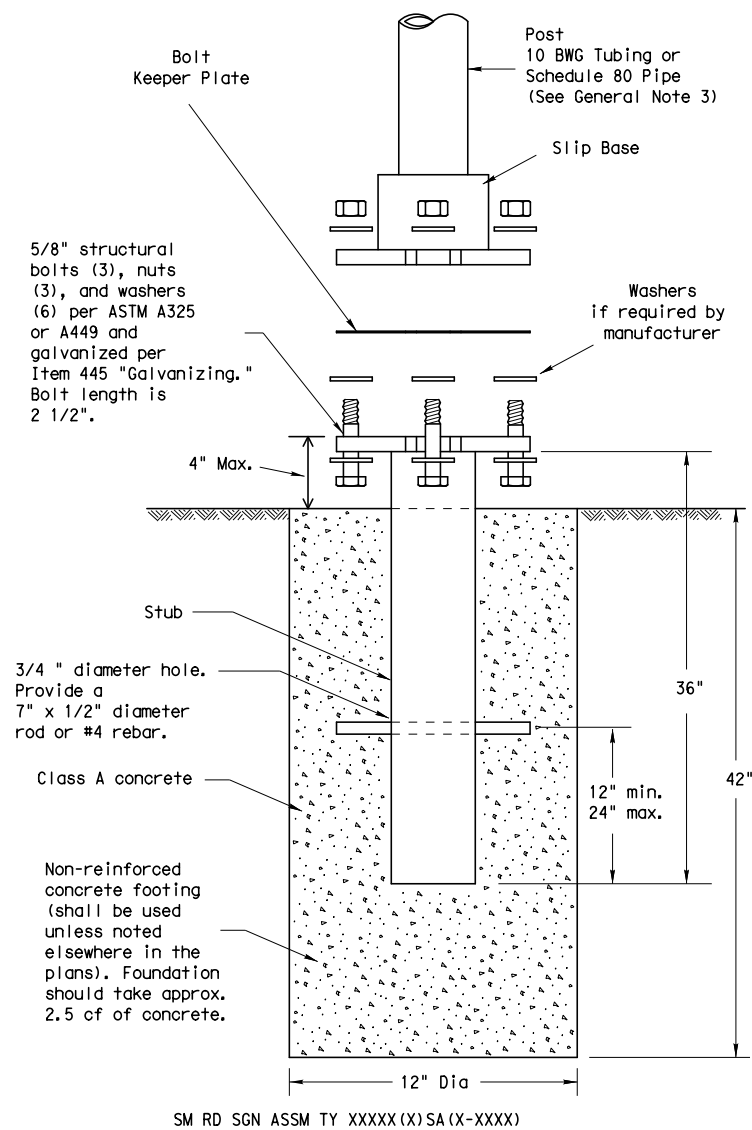 Post
10 BWG Tubing or
Schedule 80 Pipe
(See General Note 3)
Bolt
Keeper Plate
Slip Base
5/8" structural
bolts (3), nuts
(3), and washers
(6) per ASTM A325
or A449 and
galvanized per
Item 445 "Galvanizing."
Bolt length is
2 1/2".
Washers
if required by
manufacturer
4" Max.
Stub
3/4 " diameter hole.
Provide a
7" x 1/2" diameter
rod or #4 rebar.
36"
Class A concrete
12" min.
24" max.
42"
Non-reinforced
concrete footing
(shall be used
unless noted
elsewhere in the
plans). Foundation
should take approx.
2.5 cf of concrete.
12" Dia
SM RD SGN ASSM TY XXXXX(X)SA(X-XXXX)